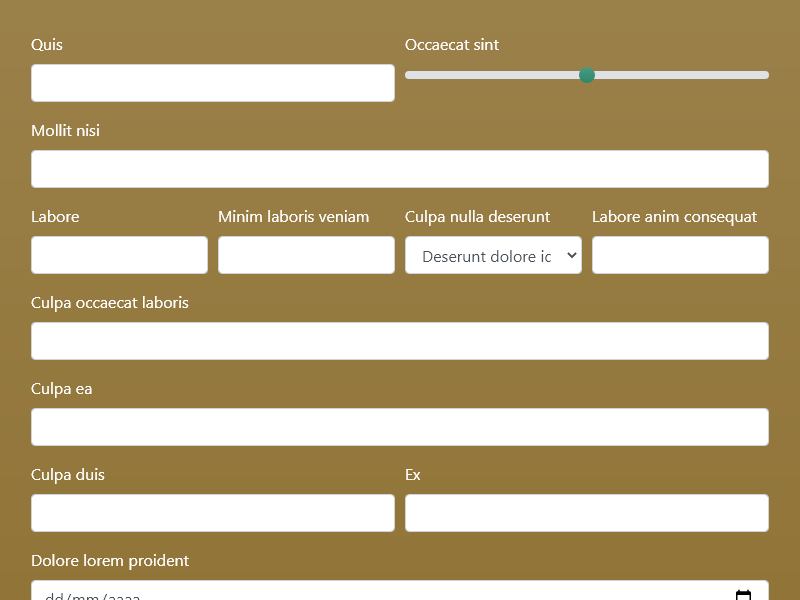 Quis
Occaecat sint
Mollit nisi
Labore
Minim laboris veniam
Culpa nulla deserunt
Labore anim consequat
Deserunt dolore
Culpa occaecat laboris
Culpa ea
Culpa duis
Ex
Dolore lorem proident
dd/mm/aaaa